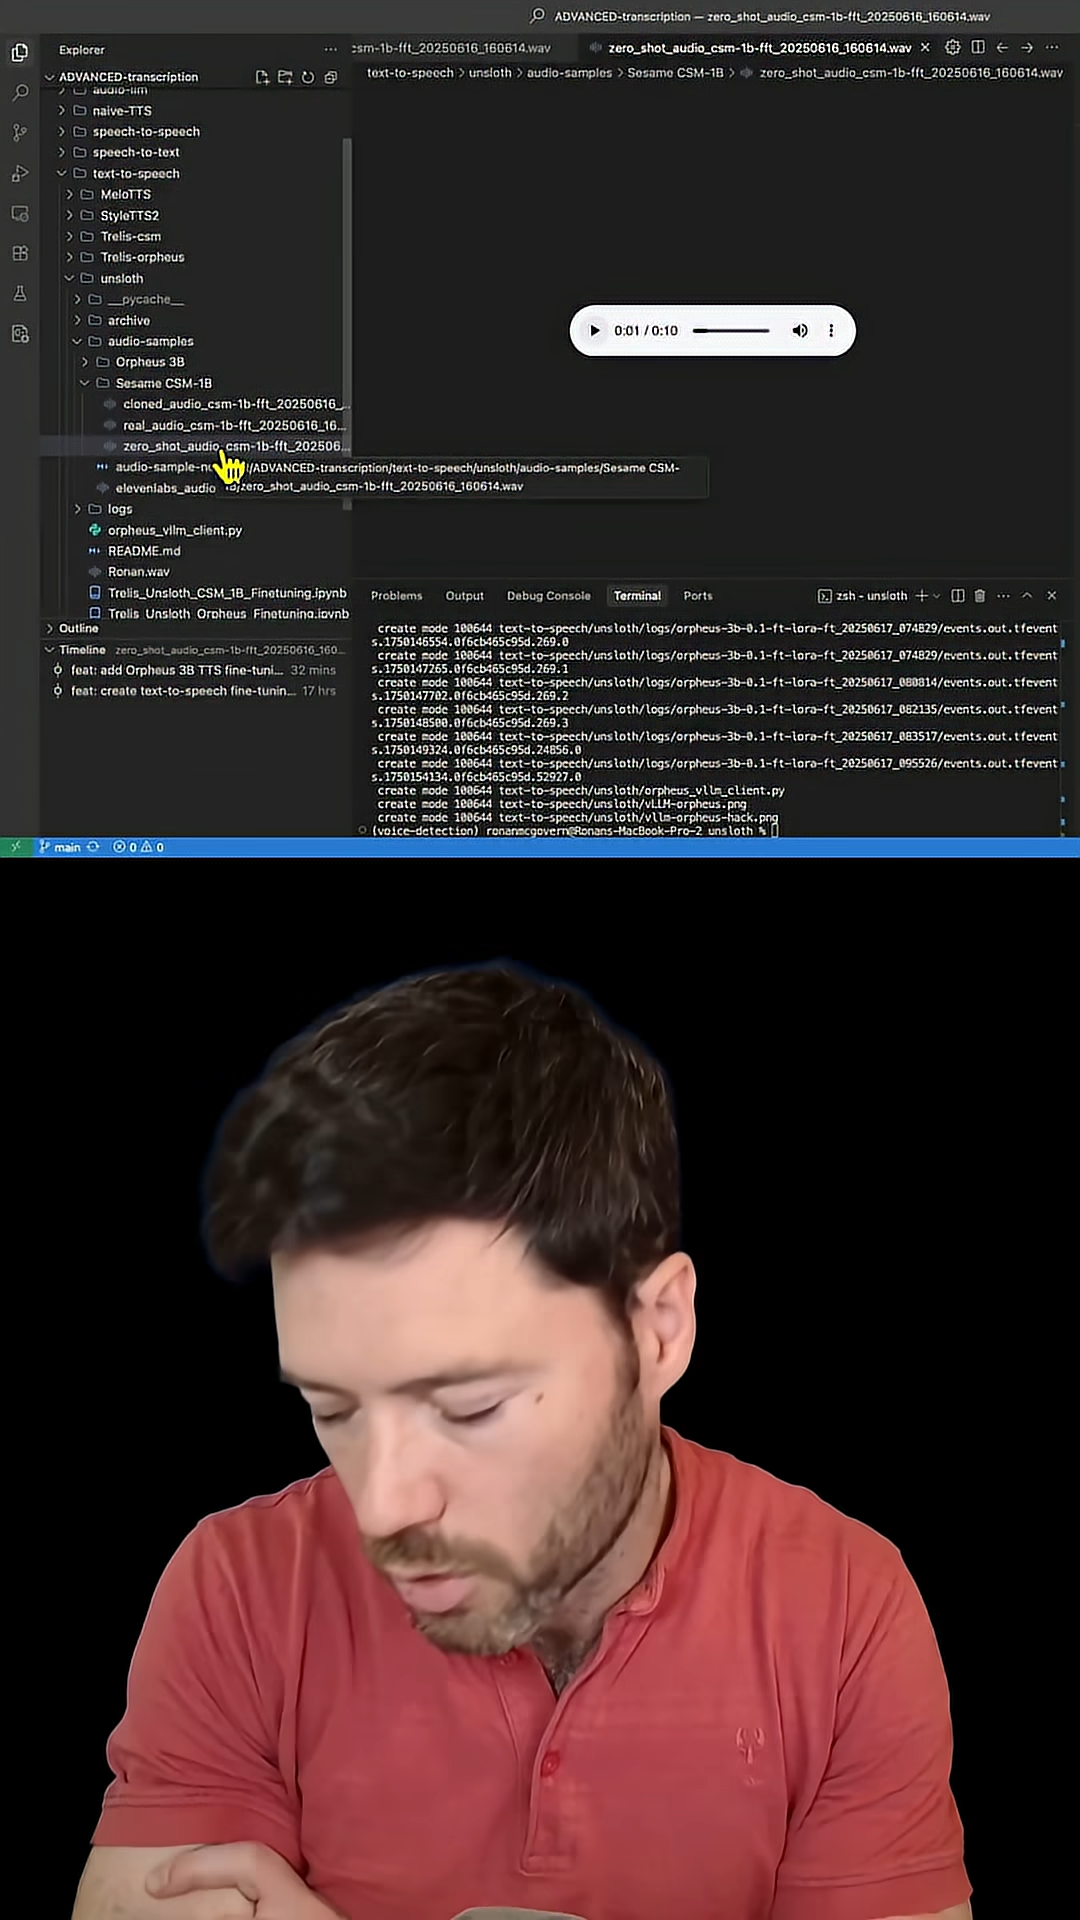 ADVANCED-transcription — zero_shot_audio_csm-1b-fft_20250616_160614.wav
Explorer
csm-1b-fft_20250616_160614.wav
zero_shot_audio_csm-1b-fft_20250616_160614.wav
ADVANCED-transcription
text-to-speech > unsloth > audio-samples > Sesame CSM-1B > zero_shot_audio_csm-1b-fft_20250616_160614.wav
audio-llm
naive-TTS
speech-to-speech
speech-to-text
text-to-speech
MeloTTS
StyleTTS2
Trelis-csm
Trelis-orpheus
unsloth
__pycache__
archive
audio-samples
Orpheus 3B
Sesame CSM-1B
cloned_audio_csm-1b-fft_20250616_...
real_audio_csm-1b-fft_20250616_16...
zero_shot_audio_csm-1b-fft_202506...
audio-sample-no
elevenlabs_audio
logs
orpheus_vllm_client.py
README.md
Ronan.wav
Trelis_Unsloth_CSM_1B_Finetuning.ipynb
Trelis_Unsloth_Orpheus_Finetuning.ipynb
/ADVANCED-transcription/text-to-speech/unsloth/audio-samples/Sesame CSM-
1B/zero_shot_audio_csm-1b-fft_20250616_160614.wav
0:01 / 0:10
Outline
Timeline zero_shot_audio_csm-1b-fft_20250616_160...
feat: add Orpheus 3B TTS fine-tuni... 32 mins
feat: create text-to-speech fine-tunin... 17 hrs
Problems Output Debug Console Terminal Ports
zsh - unsloth
create mode 100644 text-to-speech/unsloth/logs/orpheus-3b-0.1-ft-lora-ft_20250617_074829/events.out.tfevent
s.1750146554.0f6cb465c95d.269.0
create mode 100644 text-to-speech/unsloth/logs/orpheus-3b-0.1-ft-lora-ft_20250617_074829/events.out.tfevent
s.1750147265.0f6cb465c95d.269.1
create mode 100644 text-to-speech/unsloth/logs/orpheus-3b-0.1-ft-lora-ft_20250617_080814/events.out.tfevent
s.1750147702.0f6cb465c95d.269.2
create mode 100644 text-to-speech/unsloth/logs/orpheus-3b-0.1-ft-lora-ft_20250617_082135/events.out.tfevent
s.1750148500.0f6cb465c95d.269.3
create mode 100644 text-to-speech/unsloth/logs/orpheus-3b-0.1-ft-lora-ft_20250617_083517/events.out.tfevent
s.1750149324.0f6cb465c95d.24856.0
create mode 100644 text-to-speech/unsloth/logs/orpheus-3b-0.1-ft-lora-ft_20250617_095526/events.out.tfevent
s.1750154134.0f6cb465c95d.52927.0
create mode 100644 text-to-speech/unsloth/orpheus_vllm_client.py
create mode 100644 text-to-speech/unsloth/vLLM-orpheus.png
create mode 100644 text-to-speech/unsloth/vllm-orpheus-hack.png
(voice-detection) ronanmcgovern@Ronans-MacBook-Pro-2 unsloth %
main 0 0